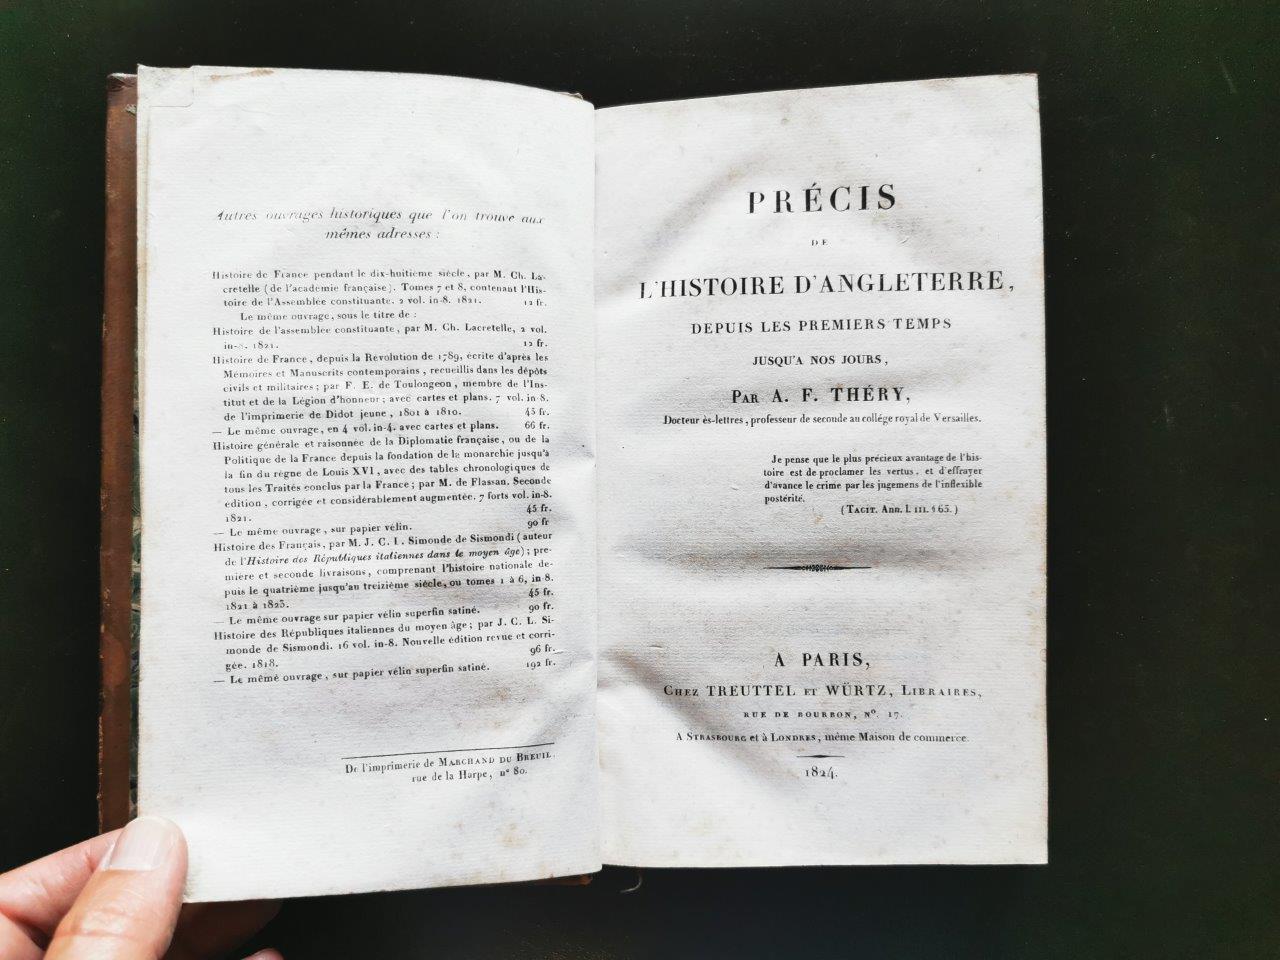 Autres ouvrages historiques que l'on trouve aux
mêmes adresses :
Histoire de France pendant le dix-huitième siècle, par M. Ch. La-
cretelle (de l'académie française). Tomes 7 et 8, contenant l'His-
toire de l'Assemblée constituante. 2 vol. in-8. 1821. 12 fr.
Le même ouvrage, sous le titre de :
Histoire de l'assemblée constituante, par M. Ch. Lacretelle, 2 vol.
in-8. 1821. 12 fr.
Histoire de France, depuis la Révolution de 1789, écrite d'après les
Mémoires et Manuscrits contemporains, recueillis dans les dépôts
civils et militaires; par F. E. de Toulongeon, membre de l'Ins-
titut et de la Légion d'honneur; avec cartes et plans. 7 vol. in-8.
de l'imprimerie de Didot jeune, 1801 à 1810. 45 fr.
— Le même ouvrage, en 4 vol. in-4. avec cartes et plans. 66 fr.
Histoire générale et raisonnée de la Diplomatie française, ou de la
Politique de la France depuis la fondation de la monarchie jusqu'à
la fin du règne de Louis XVI, avec des tables chronologiques de
tous les Traités conclus par la France; par M. de Flassan. Seconde
édition, corrigée et considérablement augmentée. 7 forts vol. in-8.
1821. 45 fr.
— Le même ouvrage, sur papier vélin. 90 fr
Histoire des Français, par M. J. C. L. Simonde de Sismondi (auteur
de l'Histoire des Républiques italiennes dans le moyen âge); pre-
mière et seconde livraisons, comprenant l'histoire nationale de-
puis le quatrième jusqu'au treizième siècle, ou tomes 1 à 6, in-8.
1821 à 1823. 45 fr.
— Le même ouvrage sur papier vélin superfin satiné. 90 fr.
Histoire des Républiques italiennes du moyen âge; par J. C. L. Si-
monde de Sismondi. 16 vol. in-8. Nouvelle édition revue et corri-
gée. 1818. 96 fr.
— Le même ouvrage, sur papier vélin superfin satiné. 192 fr.
De l'imprimerie de MARCHAND DU BREUIL,
rue de la Harpe, n° 80.
PRÉCIS
DE
L'HISTOIRE D'ANGLETERRE,
DEPUIS LES PREMIERS TEMPS
JUSQU'A NOS JOURS,
PAR A. F. THÉRY,
Docteur ès-lettres, professeur de seconde au collége royal de Versailles.
Je pense que le plus précieux avantage de l'his-
toire est de proclamer les vertus, et d'effrayer
d'avance le crime par les jugemens de l'inflexible
postérité.
(TACIT. Ann. l. III. § 65.)
A PARIS,
CHEZ TREUTTEL ET WÜRTZ, LIBRAIRES,
RUE DE BOURBON, N°. 17.
A STRASBOURG et à LONDRES, même Maison de commerce.
1824.